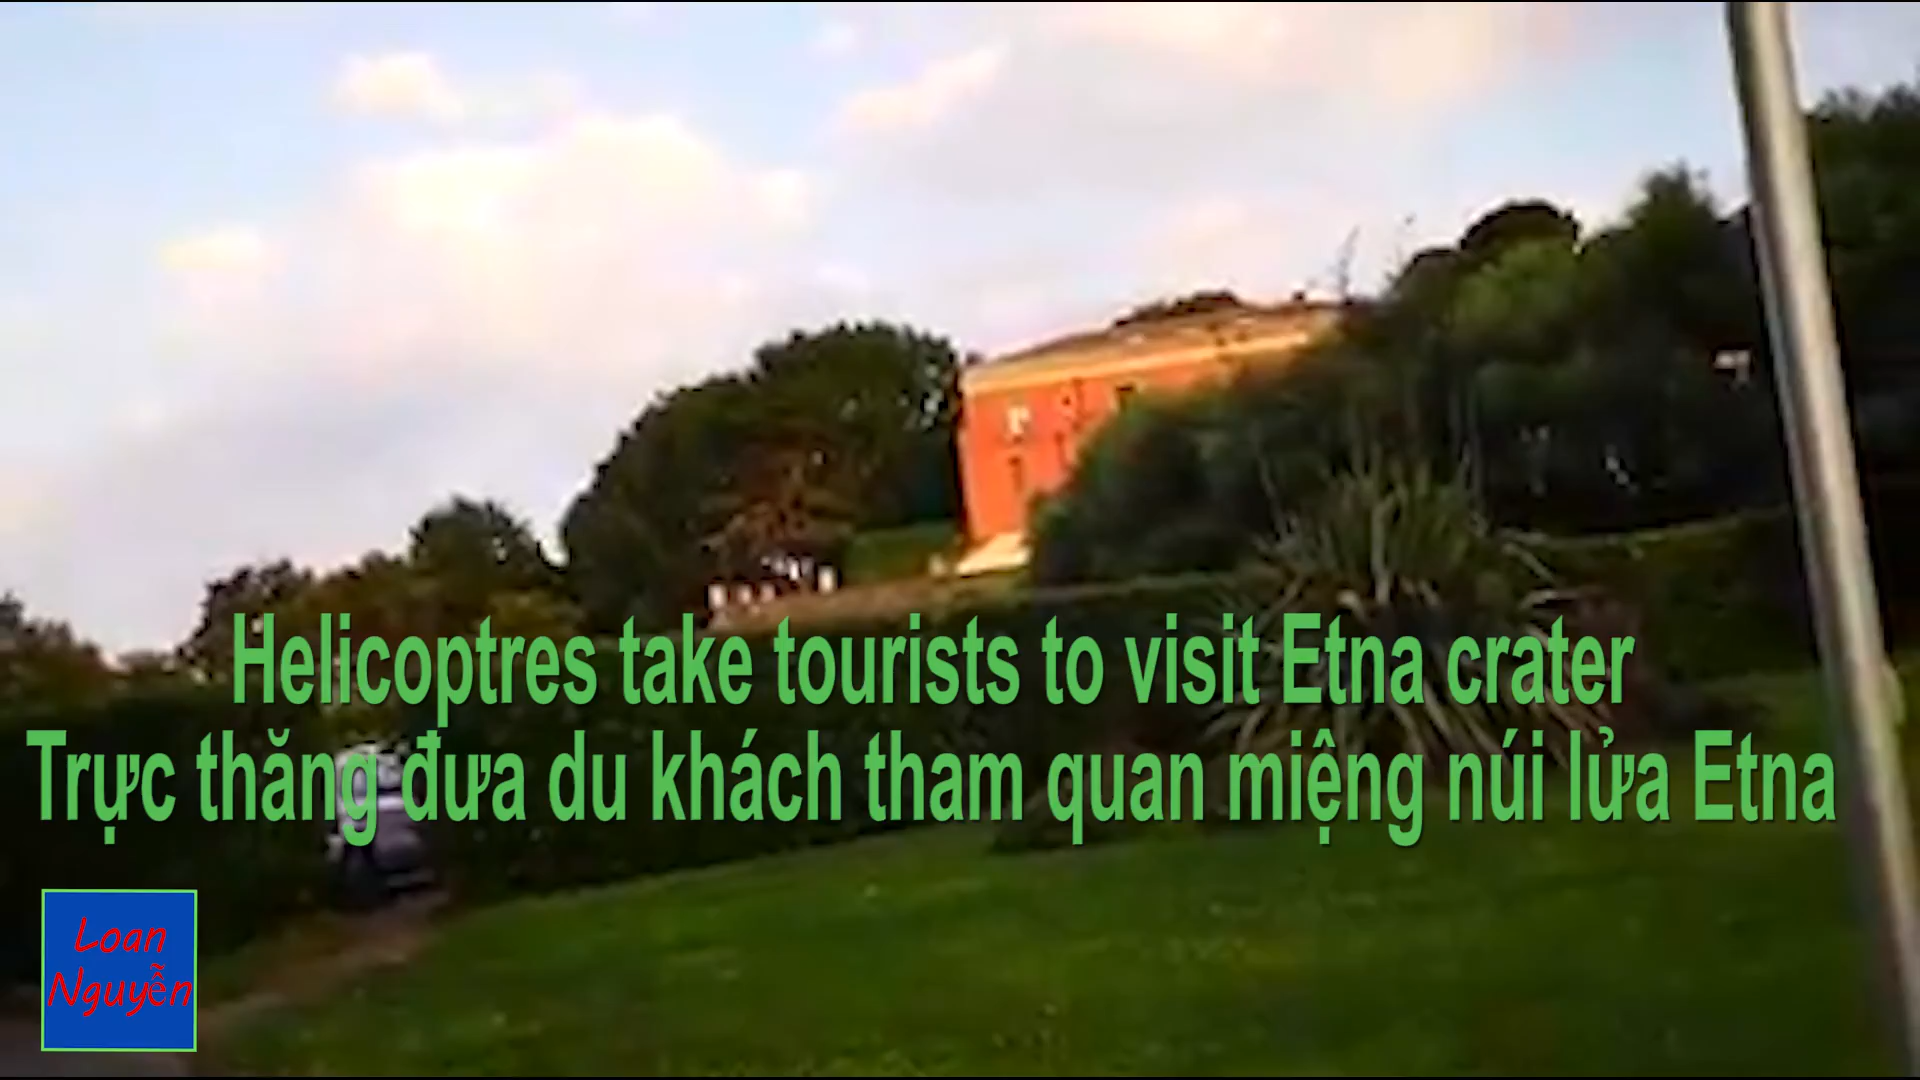 Helicoptres take tourists to visit Etna crater
Trực thăng đưa du khách tham quan miệng núi lửa Etna
Loan
Nguyễn